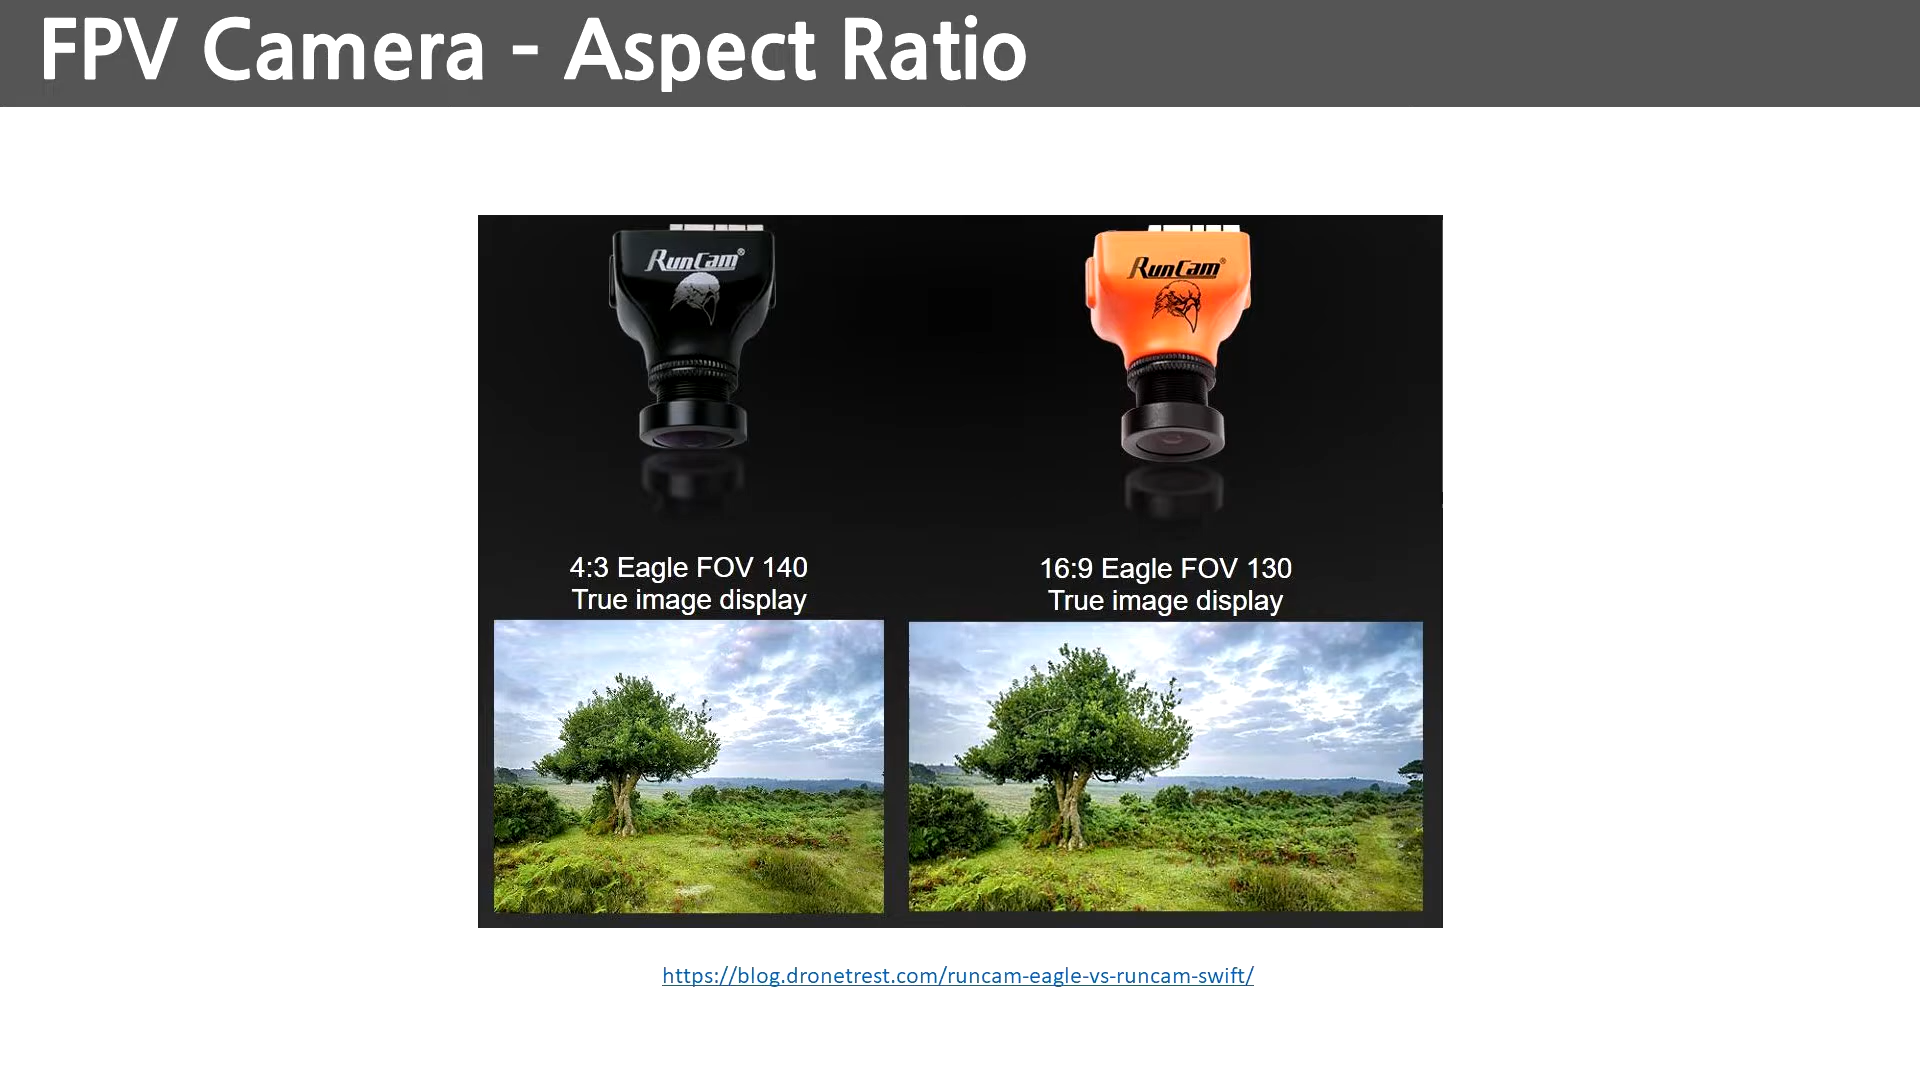 FPV Camera - Aspect Ratio
RunCam®
RunCam®
4:3 Eagle FOV 140
True image display
16:9 Eagle FOV 130
True image display
https://blog.dronetrest.com/runcam-eagle-vs-runcam-swift/